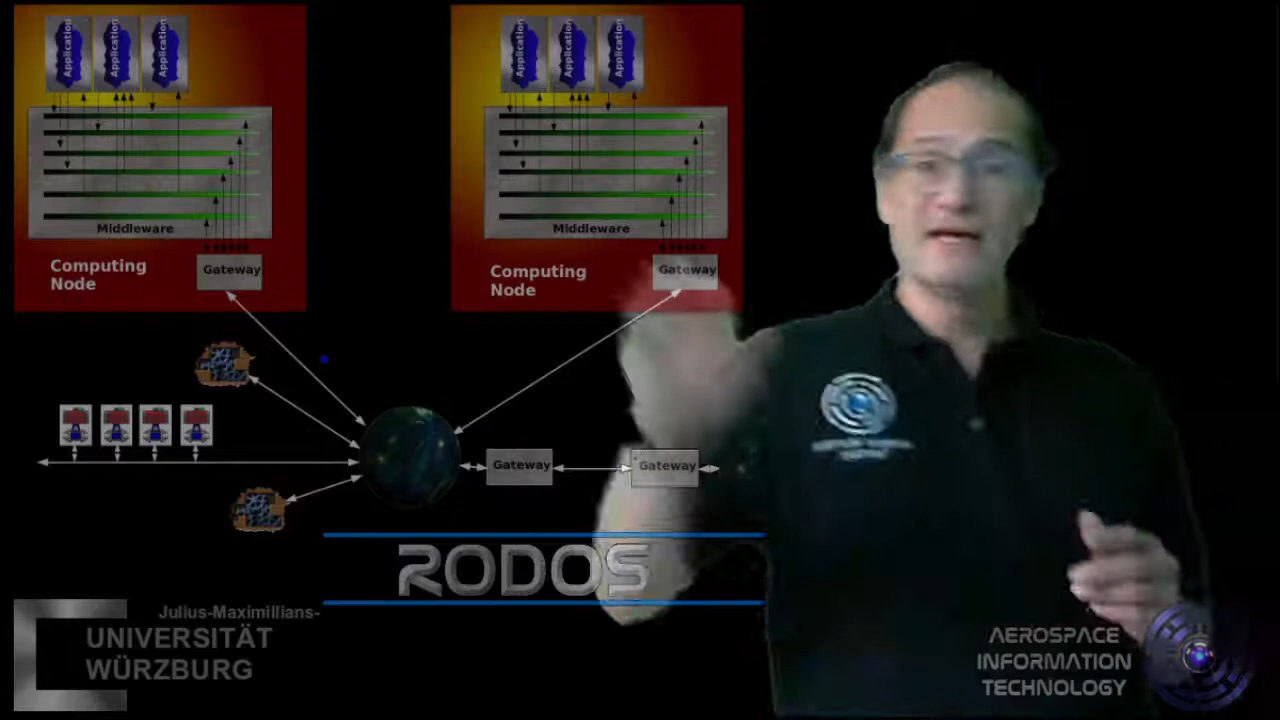 Application
Application
Application
Application
Application
Application
Middleware
Middleware
Computing
Node
Gateway
Computing
Node
Gateway
Gateway
Gateway
RODOS
Julius-Maximillians-
UNIVERSITÄT
WÜRZBURG
AEROSPACE
INFORMATION
TECHNOLOGY